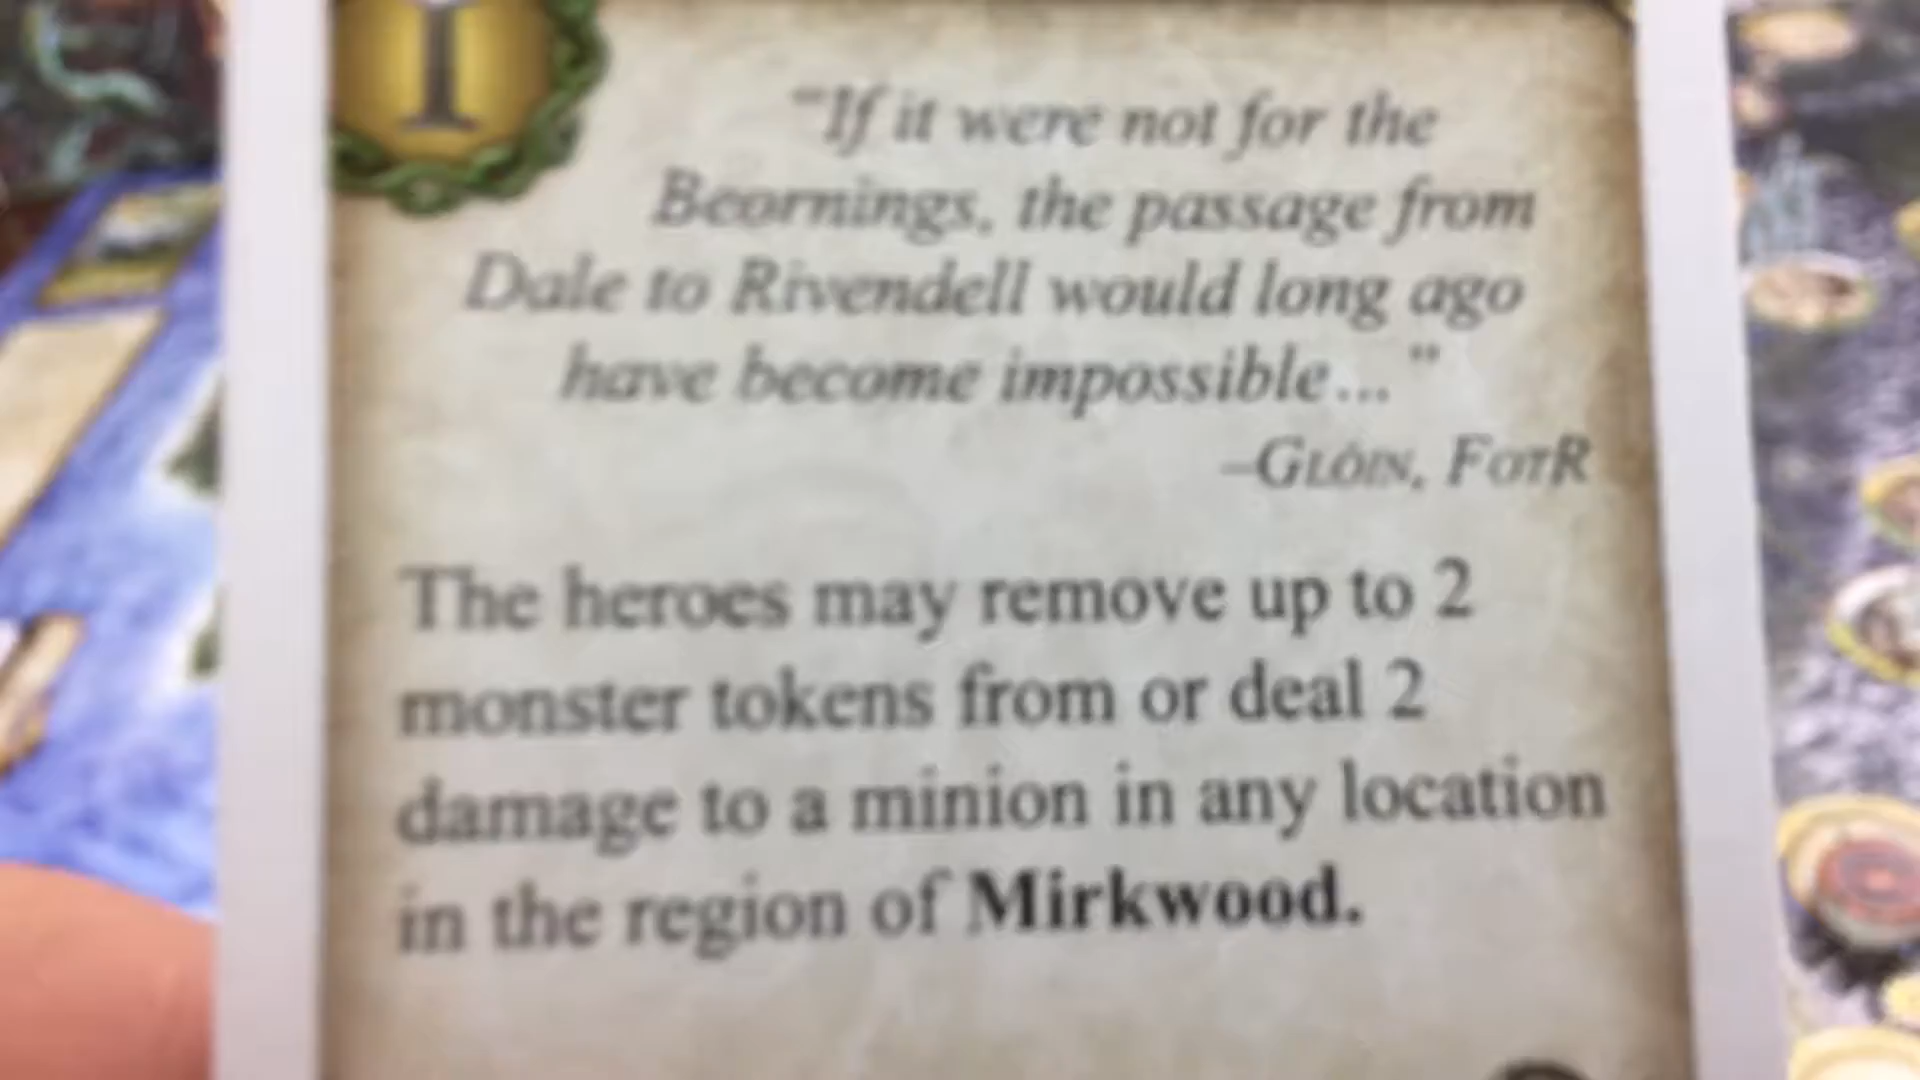 I
"If it were not for the
Beornings, the passage from
Dale to Rivendell would long ago
have become impossible..."
–GLÓIN, FOTR
The heroes may remove up to 2
monster tokens from or deal 2
damage to a minion in any location
in the region of Mirkwood.